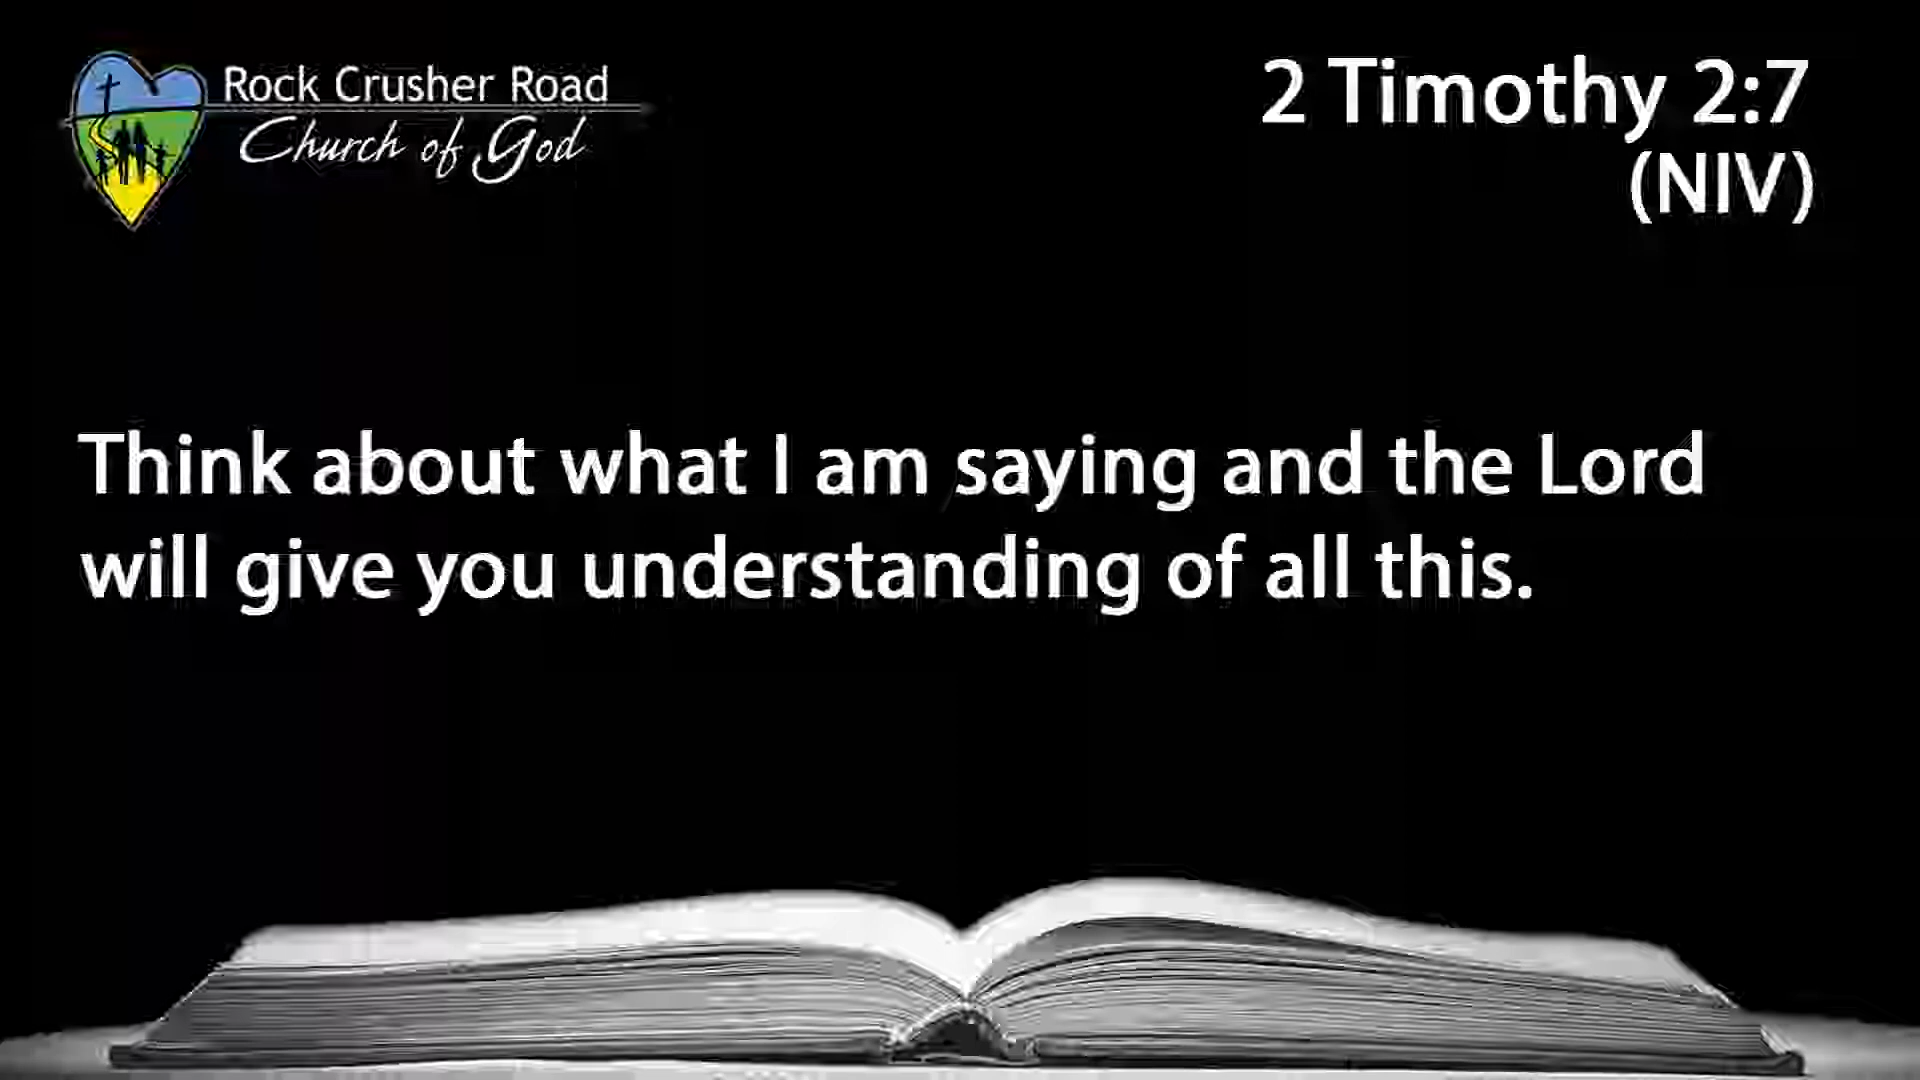 Rock Crusher Road
Church of God
2 Timothy 2:7
(NIV)
Think about what I am saying and the Lord
will give you understanding of all this.